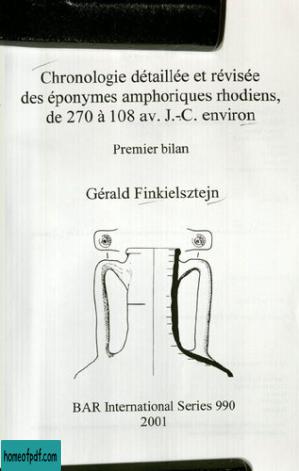 Chronologie détaillée et révisée
des éponymes amphoriques rhodiens,
de 270 à 108 av. J.-C. environ
Premier bilan
Gérald Finkielsztejn
BAR International Series 990
2001
homeofpdf.com